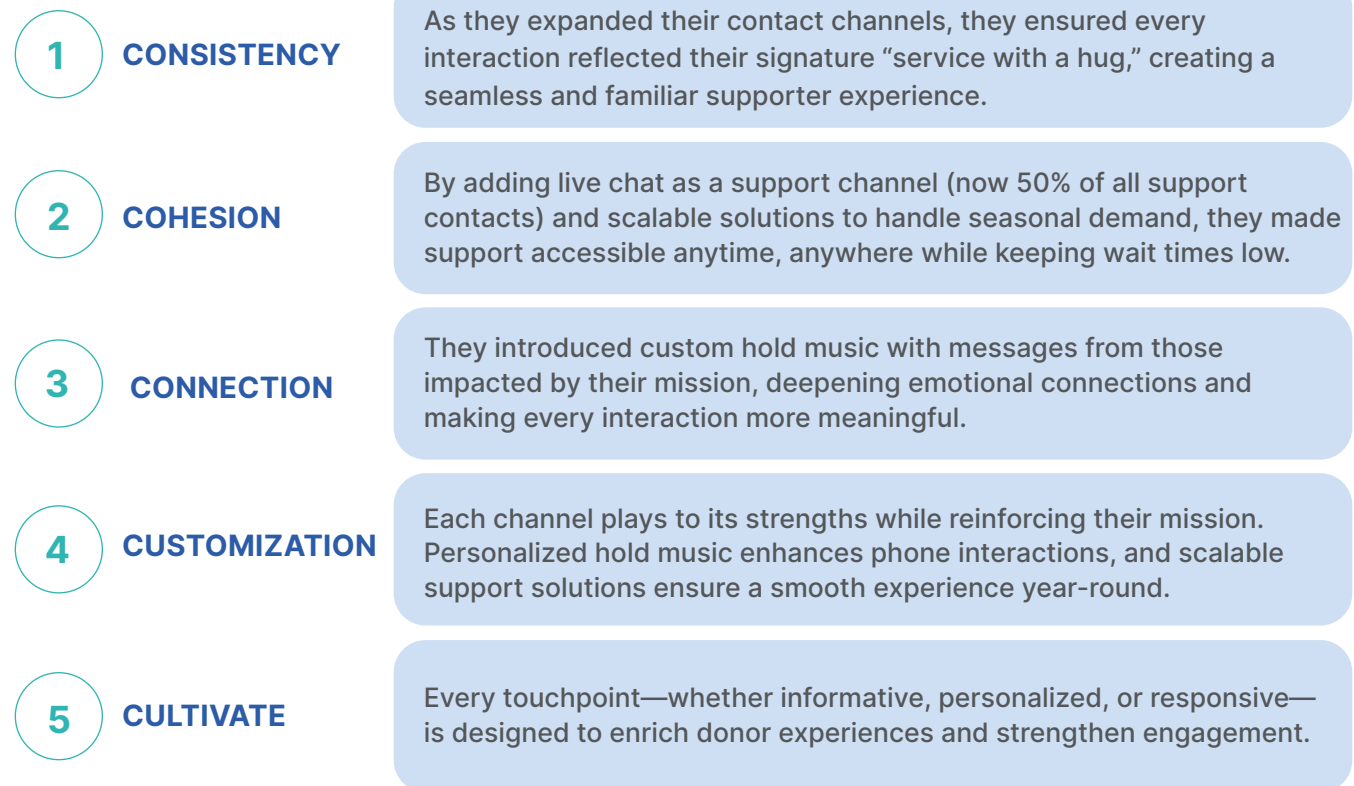 1
CONSISTENCY
As they expanded their contact channels, they ensured every
interaction reflected their signature “service with a hug,” creating a
seamless and familiar supporter experience.
2
COHESION
By adding live chat as a support channel (now 50% of all support
contacts) and scalable solutions to handle seasonal demand, they made
support accessible anytime, anywhere while keeping wait times low.
3
CONNECTION
They introduced custom hold music with messages from those
impacted by their mission, deepening emotional connections and
making every interaction more meaningful.
4
CUSTOMIZATION
Each channel plays to its strengths while reinforcing their mission.
Personalized hold music enhances phone interactions, and scalable
support solutions ensure a smooth experience year-round.
5
CULTIVATE
Every touchpoint—whether informative, personalized, or responsive—
is designed to enrich donor experiences and strengthen engagement.